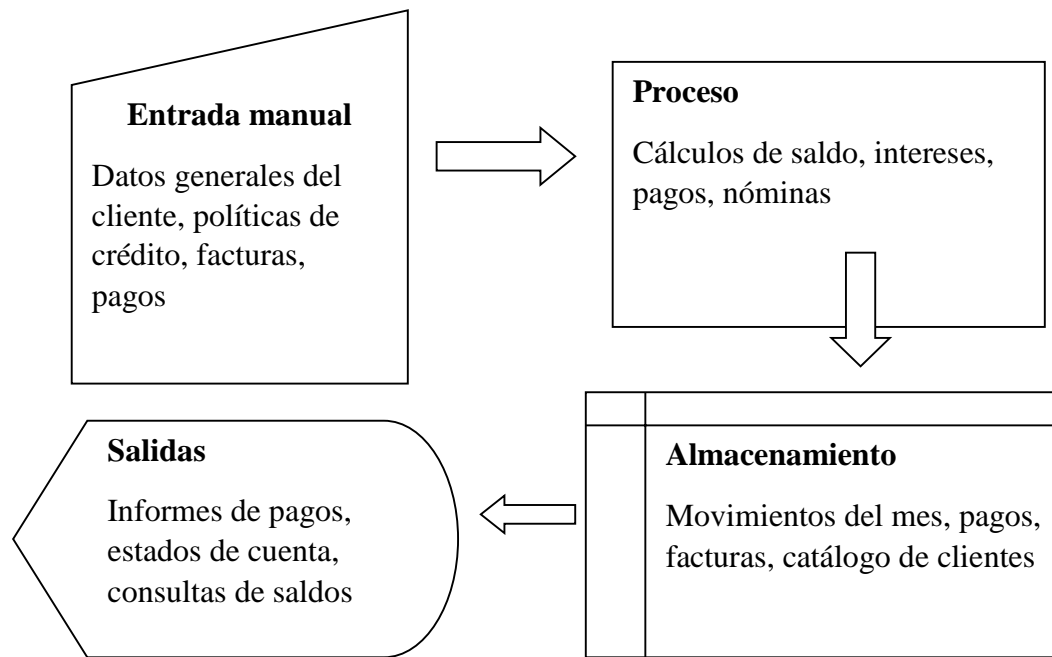 Entrada manual
Datos generales del
cliente, políticas de
crédito, facturas,
pagos
Proceso
Cálculos de saldo, intereses,
pagos, nóminas
Almacenamiento
Movimientos del mes, pagos,
facturas, catálogo de clientes
Salidas
Informes de pagos,
estados de cuenta,
consultas de saldos